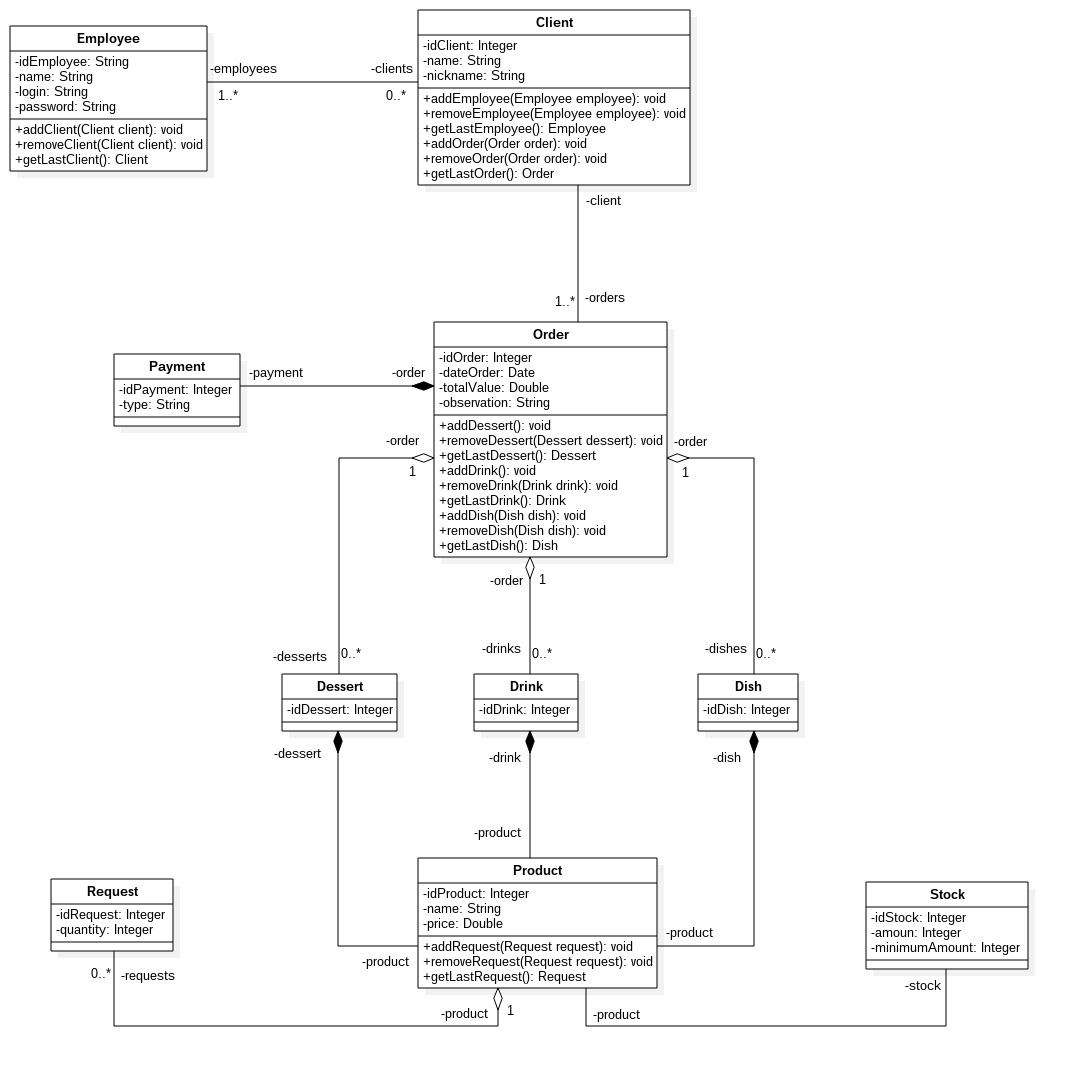 Employee
-idEmployee: String
-name: String
-login: String
-password: String
+addClient(Client client): void
+removeClient(Client client): void
+getLastClient(): Client
-employees
1..*
-clients
0..*
Client
-idClient: Integer
-name: String
-nickname: String
+addEmployee(Employee employee): void
+removeEmployee(Employee employee): void
+getLastEmployee(): Employee
+addOrder(Order order): void
+removeOrder(Order order): void
+getLastOrder(): Order
-client
1..*
-orders
Payment
-idPayment: Integer
-type: String
-payment
-order
Order
-idOrder: Integer
-dateOrder: Date
-totalValue: Double
-observation: String
+addDessert(): void
+removeDessert(Dessert dessert): void
+getLastDessert(): Dessert
+addDrink(): void
+removeDrink(Drink drink): void
+getLastDrink(): Drink
+addDish(Dish dish): void
+removeDish(Dish dish): void
+getLastDish(): Dish
-order
1
-order
1
-order
1
-desserts
0..*
-drinks
0..*
-dishes
0..*
Dessert
-idDessert: Integer
Drink
-idDrink: Integer
Dish
-idDish: Integer
-dessert
-drink
-dish
-product
Product
-idProduct: Integer
-name: String
-price: Double
+addRequest(Request request): void
+removeRequest(Request request): void
+getLastRequest(): Request
-product
-product
Request
-idRequest: Integer
-quantity: Integer
0..*
-requests
-product
1
-product
Stock
-idStock: Integer
-amoun: Integer
-minimumAmount: Integer
-stock